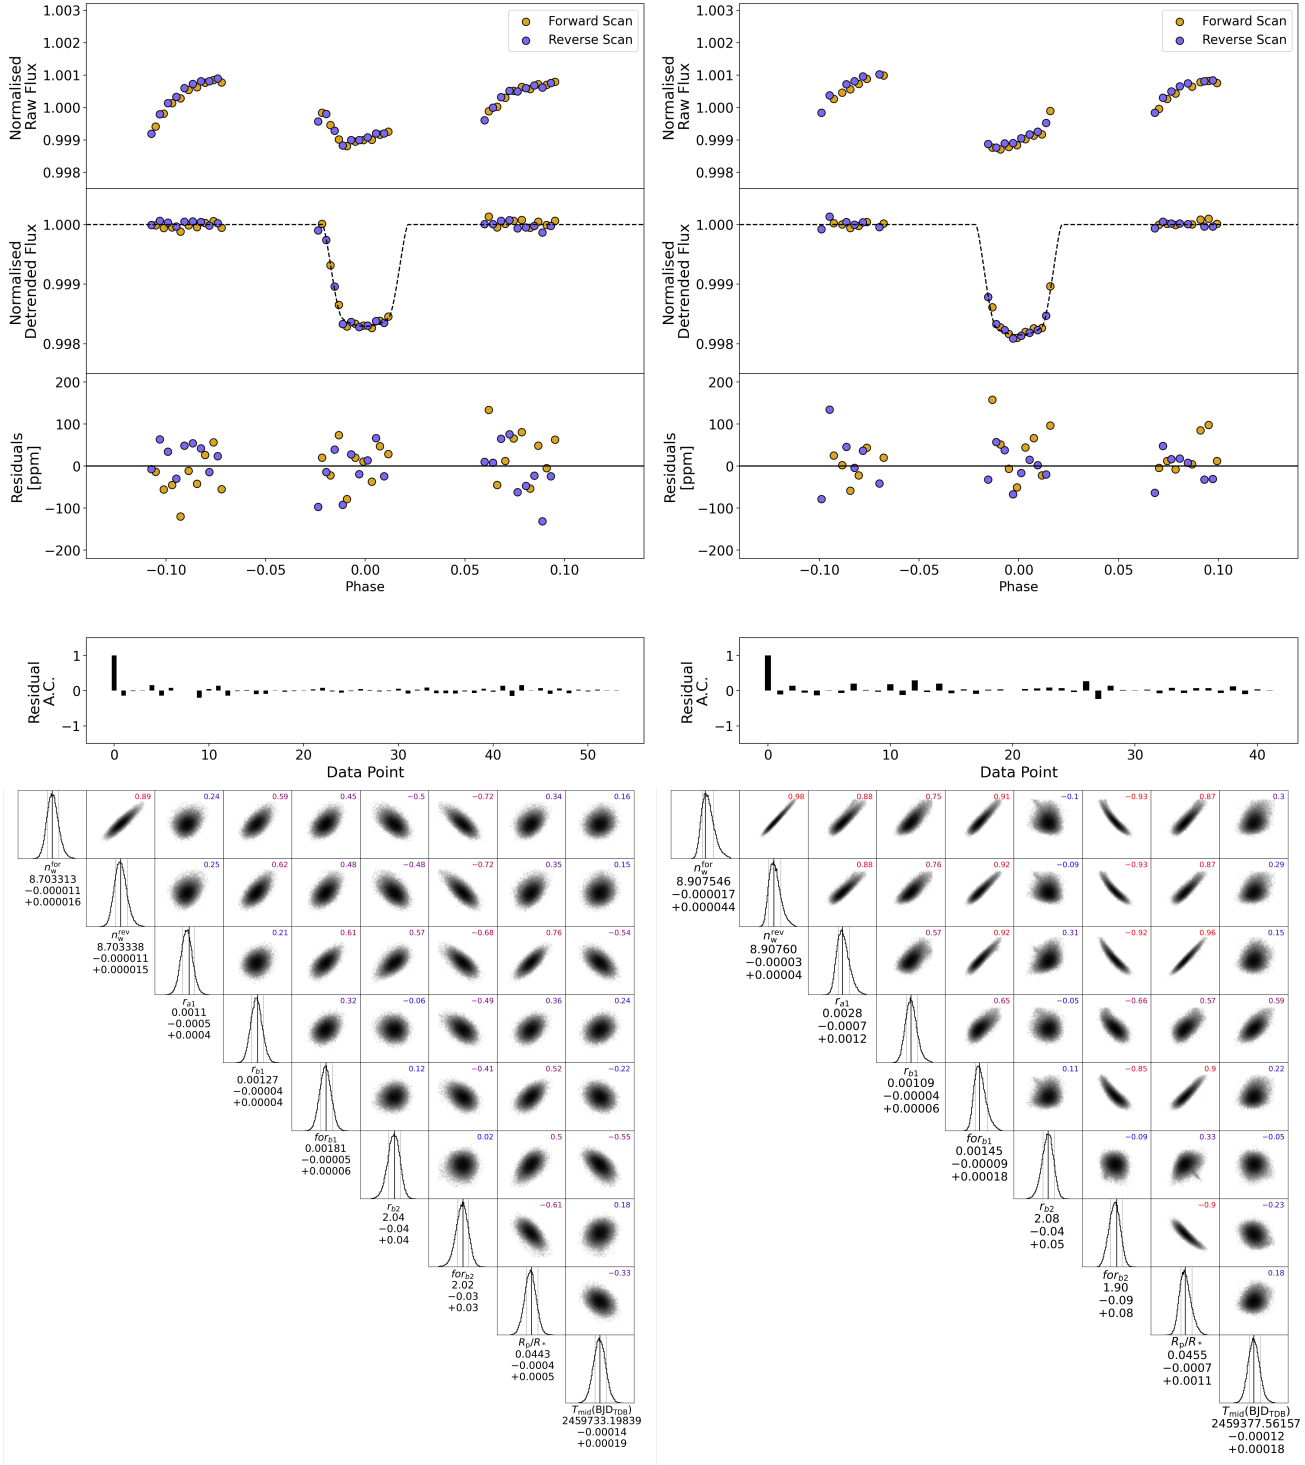 1.003
1.002
1.001
1.000
0.999
0.998
Normalised
Raw Flux
Forward Scan
Reverse Scan
1.000
0.999
0.998
Normalised
Detrended Flux
200
100
0
−100
−200
Residuals
[ppm]
−0.10 −0.05 0.00 0.05 0.10
Phase
1
0
−1
Residual
A.C.
0 10 20 30 40 50
Data Point
0.89 0.24 0.59 0.45 −0.5 −0.72 0.34 0.16
n_w^for
8.703313
−0.000011
+0.000016
0.25 0.62 0.48 −0.48 −0.72 0.35 0.15
n_w^rev
8.703338
−0.000011
+0.000015
0.21 0.61 0.57 −0.68 0.76 −0.54
r_a1
0.0011
−0.0005
+0.0004
0.32 −0.06 −0.49 0.36 0.24
r_b1
0.00127
−0.00004
+0.00004
0.12 −0.41 0.52 −0.22
for_b1
0.00181
−0.00005
+0.00006
0.02 0.5 −0.55
r_b2
2.04
−0.04
+0.04
−0.61 0.18
for_b2
2.02
−0.03
+0.03
−0.33
R_p/R_*
0.0443
−0.0004
+0.0005
T_mid(BJD_TDB)
2459733.19839
−0.00014
+0.00019
1.003
1.002
1.001
1.000
0.999
0.998
Normalised
Raw Flux
Forward Scan
Reverse Scan
1.000
0.999
0.998
Normalised
Detrended Flux
200
100
0
−100
−200
Residuals
[ppm]
−0.10 −0.05 0.00 0.05 0.10
Phase
1
0
−1
Residual
A.C.
0 10 20 30 40
Data Point
0.98 0.88 0.75 0.91 −0.1 −0.93 0.87 0.3
n_w^for
8.907546
−0.000017
+0.000044
0.88 0.76 0.92 −0.09 −0.93 0.87 0.29
n_w^rev
8.90760
−0.00003
+0.00004
0.57 0.92 0.31 −0.92 0.96 0.15
r_a1
0.0028
−0.0007
+0.0012
0.65 −0.05 −0.66 0.57 0.59
r_b1
0.00109
−0.00004
+0.00006
0.11 −0.85 0.9 0.22
for_b1
0.00145
−0.00009
+0.00018
−0.09 0.33 −0.05
r_b2
2.08
−0.04
+0.05
−0.9 −0.23
for_b2
1.90
−0.09
+0.08
0.18
R_p/R_*
0.0455
−0.0007
+0.0011
T_mid(BJD_TDB)
2459377.56157
−0.00012
+0.00018